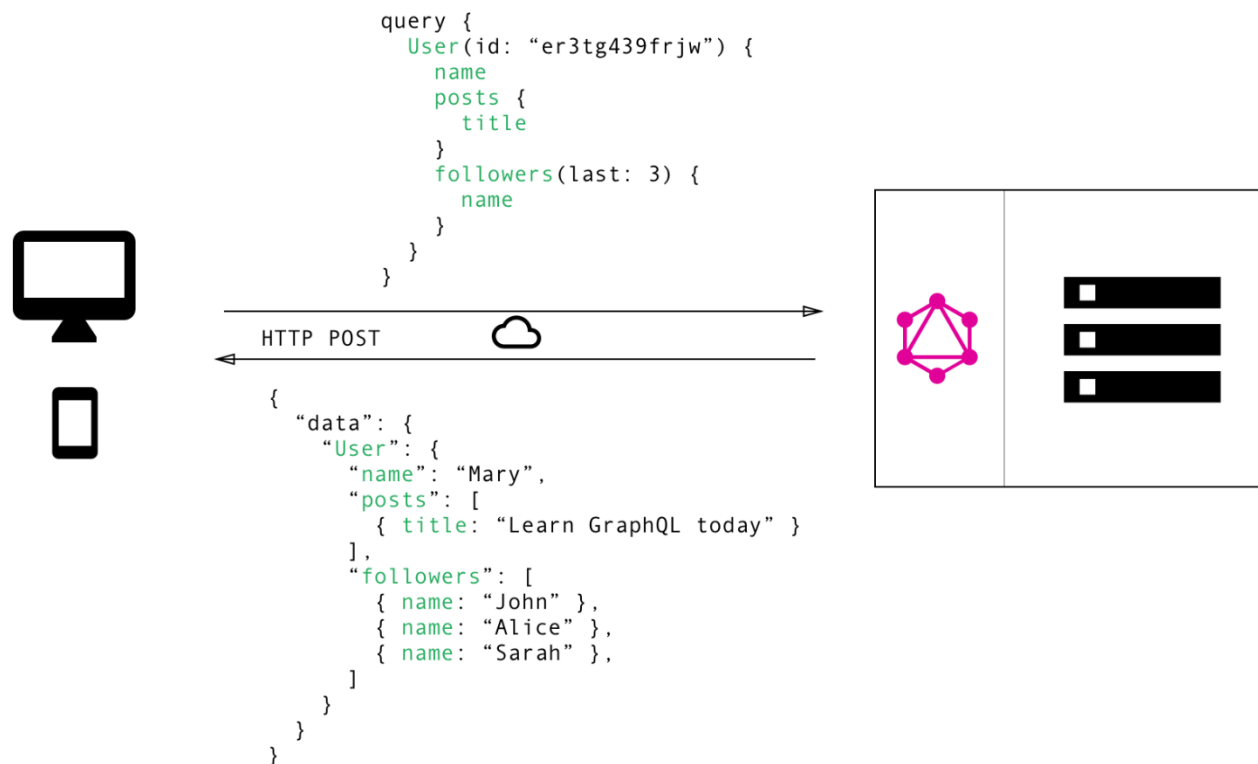 query {
  User(id: “er3tg439frjw”) {
    name
    posts {
      title
    }
    followers(last: 3) {
      name
    }
  }
}
HTTP POST
{
  “data”: {
    “User”: {
      “name”: “Mary”,
      “posts”: [
        { title: “Learn GraphQL today” }
      ],
      “followers”: [
        { name: “John” },
        { name: “Alice” },
        { name: “Sarah” },
      ]
    }
  }
}